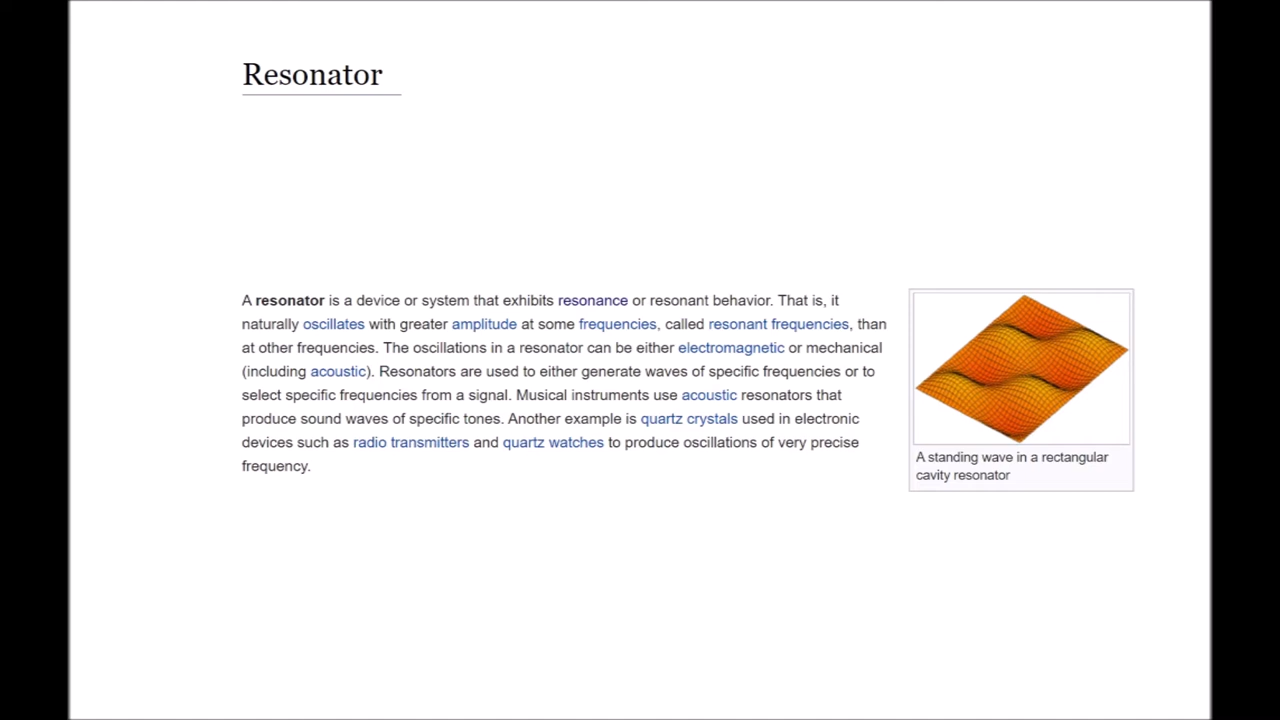 Resonator
A resonator is a device or system that exhibits resonance or resonant behavior. That is, it
naturally oscillates with greater amplitude at some frequencies, called resonant frequencies, than
at other frequencies. The oscillations in a resonator can be either electromagnetic or mechanical
(including acoustic). Resonators are used to either generate waves of specific frequencies or to
select specific frequencies from a signal. Musical instruments use acoustic resonators that
produce sound waves of specific tones. Another example is quartz crystals used in electronic
devices such as radio transmitters and quartz watches to produce oscillations of very precise
frequency.
A standing wave in a rectangular
cavity resonator